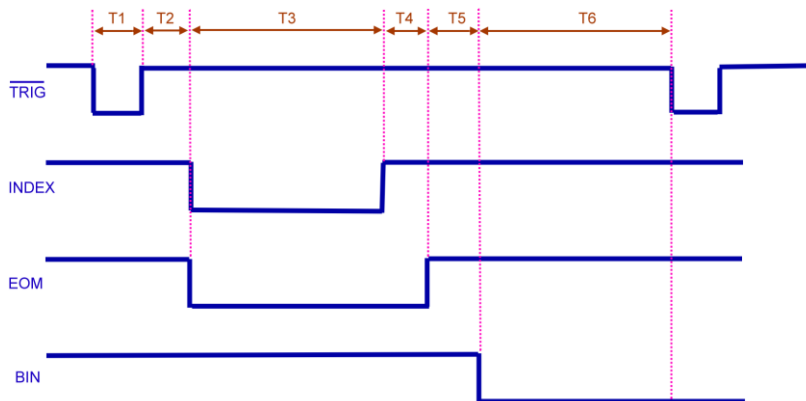 T1 T2 T3 T4 T5 T6
TRIG
INDEX
EOM
BIN